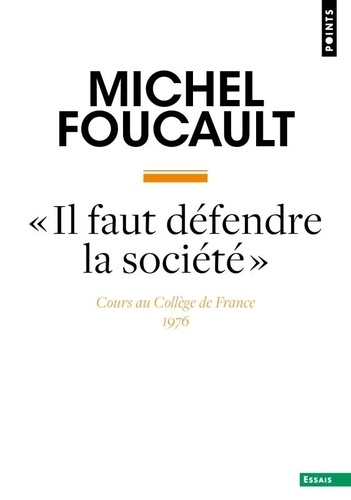 POINTS
MICHEL
FOUCAULT
« Il faut défendre
la société »
Cours au Collège de France
1976
ESSAIS